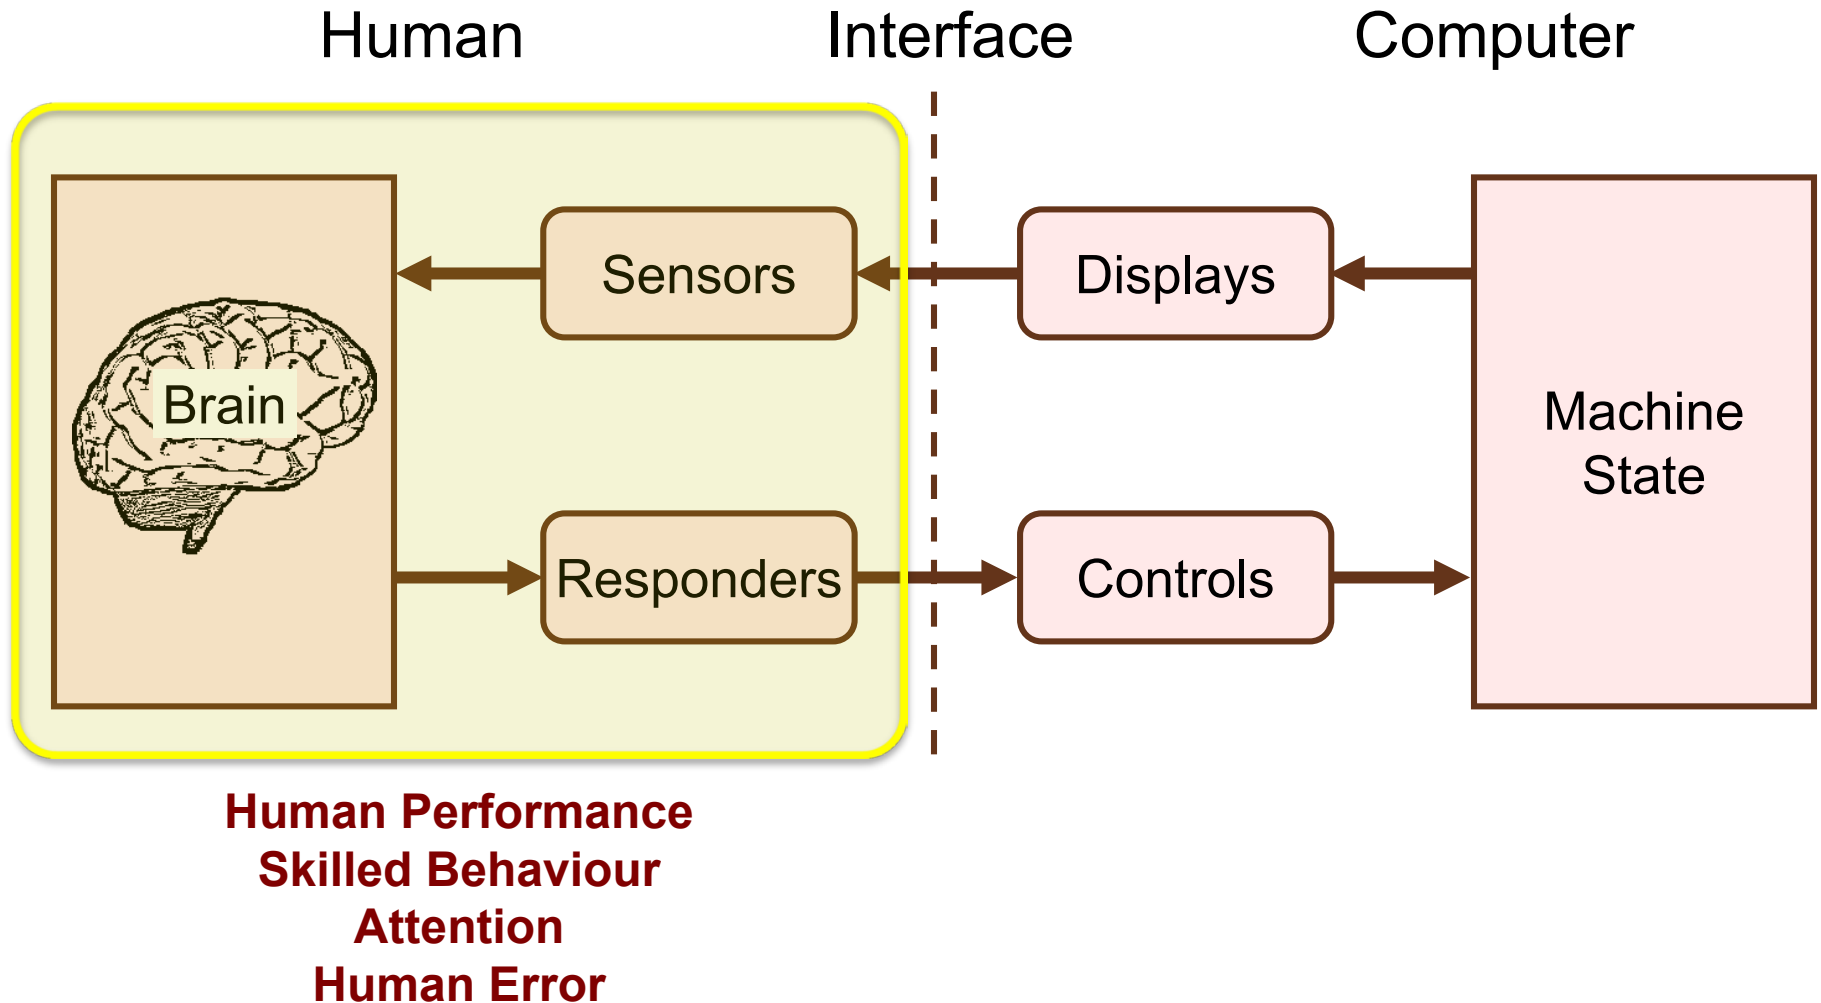 Human
Interface
Computer
Sensors
Displays
Brain
Machine
State
Responders
Controls
Human Performance
Skilled Behaviour
Attention
Human Error